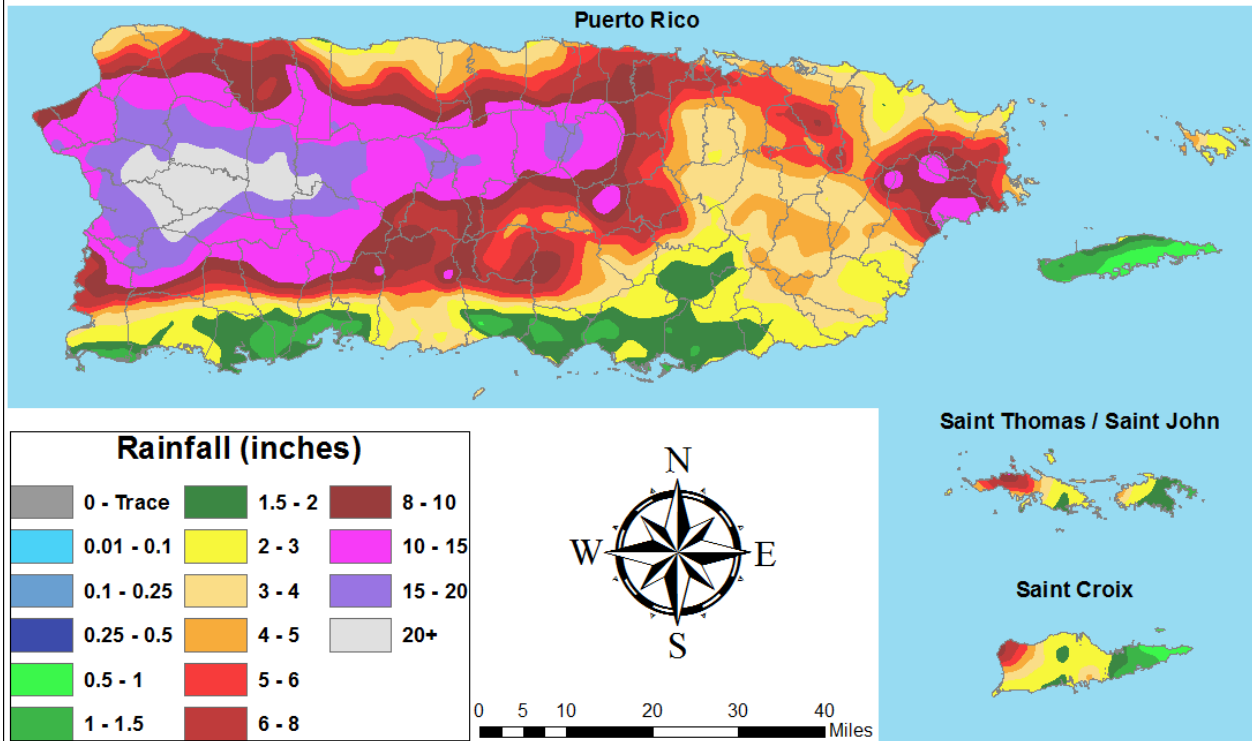 Puerto Rico
Saint Thomas / Saint John
Saint Croix
Rainfall (inches)
0 - Trace
0.01 - 0.1
0.1 - 0.25
0.25 - 0.5
0.5 - 1
1 - 1.5
1.5 - 2
2 - 3
3 - 4
4 - 5
5 - 6
6 - 8
8 - 10
10 - 15
15 - 20
20+
N
W E
S
0 5 10 20 30 40
Miles